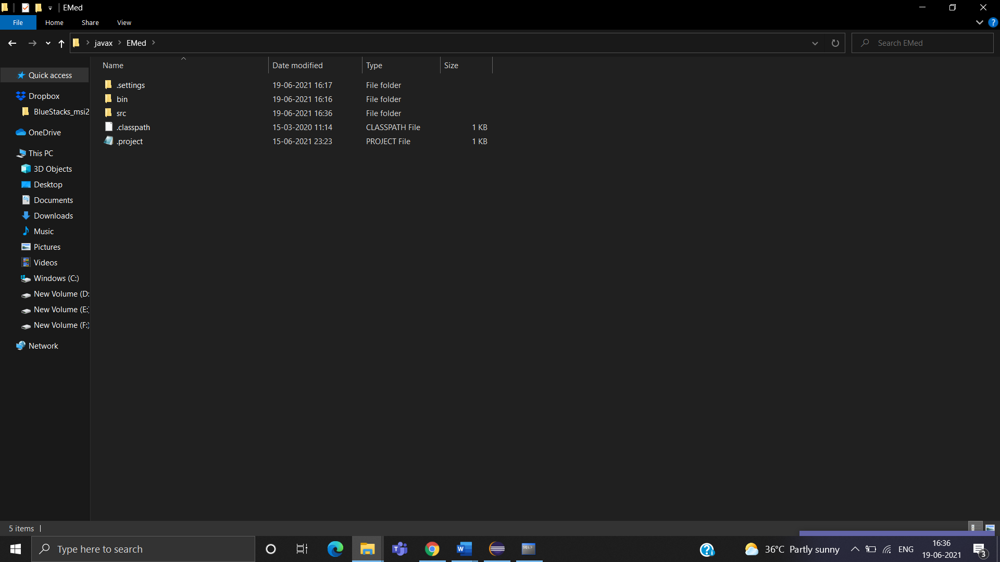 EMed
File Home Share View
javax EMed Search EMed
Name Date modified Type Size
Quick access
Dropbox
BlueStacks_msi2
OneDrive
This PC
3D Objects
Desktop
Documents
Downloads
Music
Pictures
Videos
Windows (C:)
New Volume (D:
New Volume (E:)
New Volume (F:)
Network
.settings 19-06-2021 16:17 File folder
bin 19-06-2021 16:16 File folder
src 19-06-2021 16:36 File folder
.classpath 15-03-2020 11:14 CLASSPATH File 1 KB
.project 15-06-2021 23:23 PROJECT File 1 KB
5 items
Type here to search
SQL>
36°C Partly sunny
ENG
16:36
19-06-2021
3